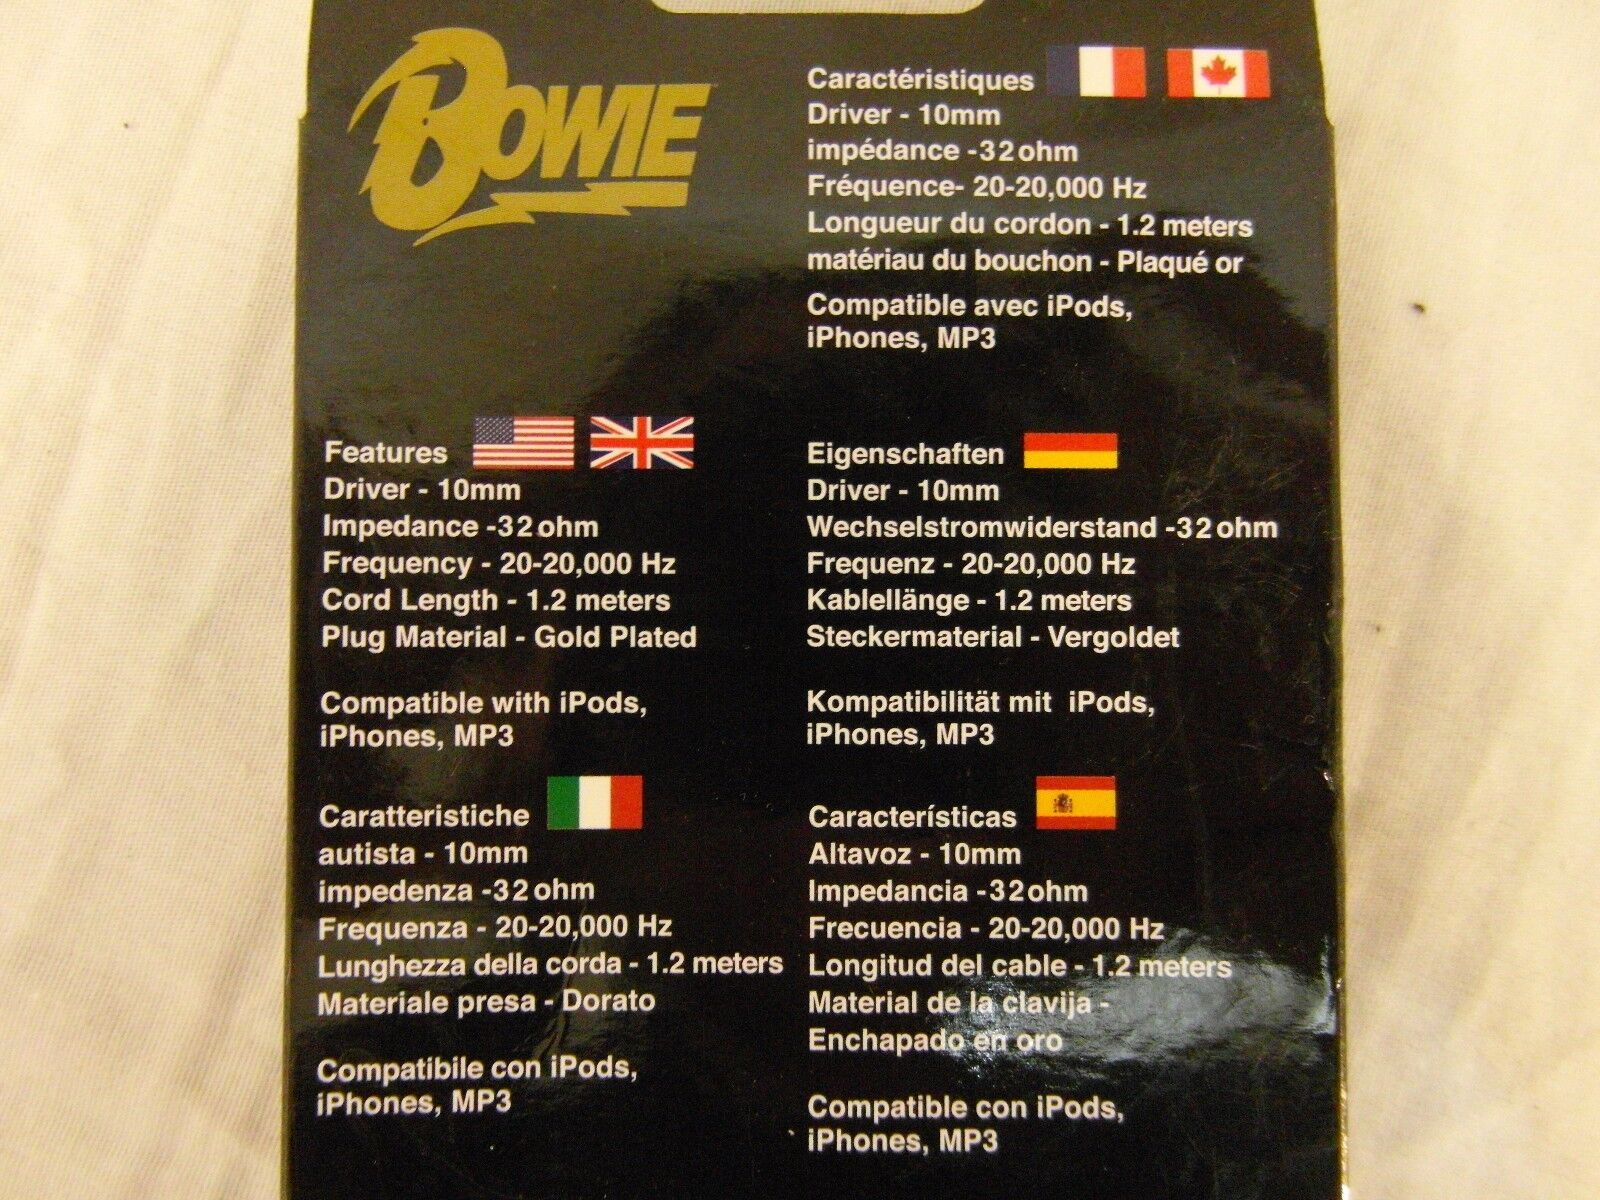 BOWIE
Caractéristiques
Driver - 10mm
impédance -32 ohm
Fréquence- 20-20,000 Hz
Longueur du cordon - 1.2 meters
matériau du bouchon - Plaqué or
Compatible avec iPods,
iPhones, MP3
Features
Driver - 10mm
Impedance -32 ohm
Frequency - 20-20,000 Hz
Cord Length - 1.2 meters
Plug Material - Gold Plated
Compatible with iPods,
iPhones, MP3
Eigenschaften
Driver - 10mm
Wechselstromwiderstand -32 ohm
Frequenz - 20-20,000 Hz
Kablellänge - 1.2 meters
Steckermaterial - Vergoldet
Kompatibilität mit iPods,
iPhones, MP3
Caratteristiche
autista - 10mm
impedenza -32 ohm
Frequenza - 20-20,000 Hz
Lunghezza della corda - 1.2 meters
Materiale presa - Dorato
Compatibile con iPods,
iPhones, MP3
Características
Altavoz - 10mm
Impedancia -32ohm
Frecuencia - 20-20,000 Hz
Longitud del cable - 1.2 meters
Material de la clavija -
Enchapado en oro
Compatible con iPods,
iPhones, MP3